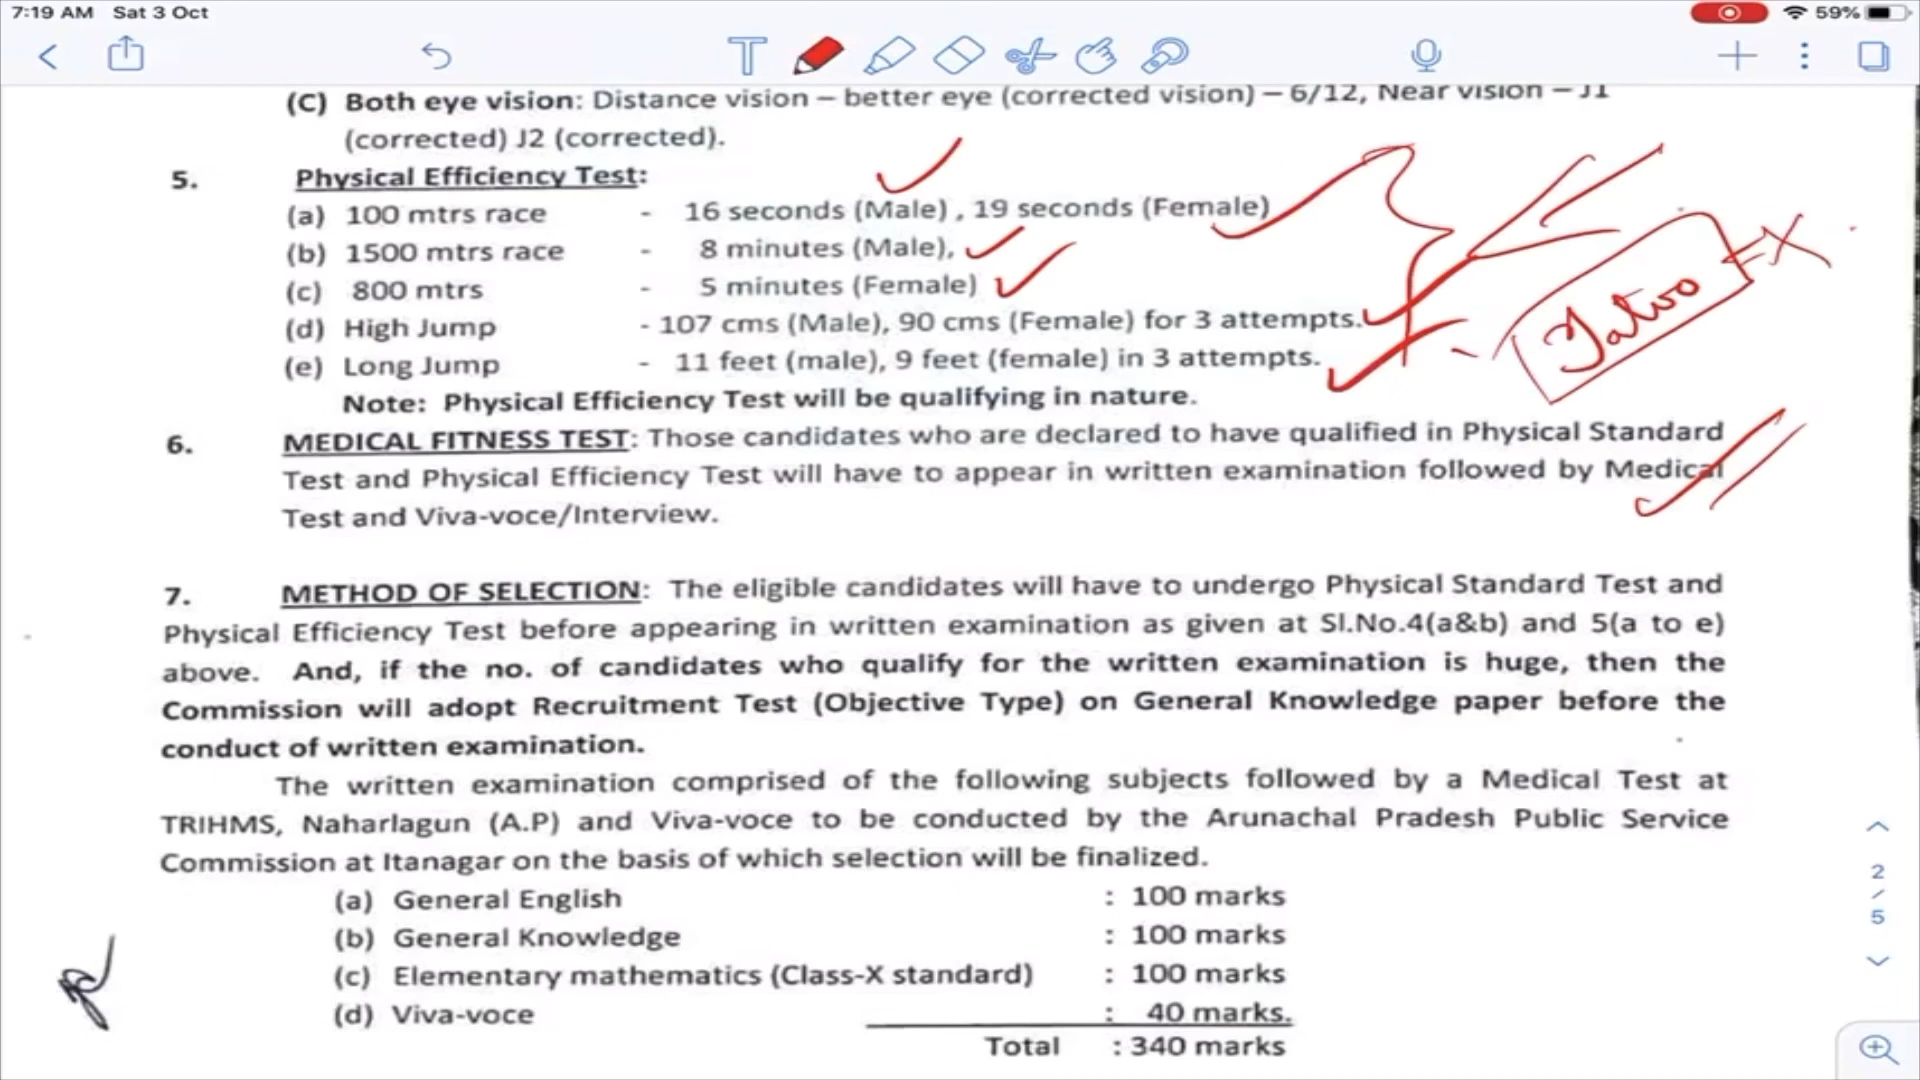 7:19 AM Sat 3 Oct
59%
(C) Both eye vision: Distance vision – better eye (corrected vision) – 6/12, Near vision – J1
(corrected) J2 (corrected).
5. Physical Efficiency Test:
(a) 100 mtrs race - 16 seconds (Male) , 19 seconds (Female)
(b) 1500 mtrs race - 8 minutes (Male),
(c) 800 mtrs - 5 minutes (Female)
(d) High Jump - 107 cms (Male), 90 cms (Female) for 3 attempts.
(e) Long Jump - 11 feet (male), 9 feet (female) in 3 attempts.
Tatvo
Note: Physical Efficiency Test will be qualifying in nature.
6. MEDICAL FITNESS TEST: Those candidates who are declared to have qualified in Physical Standard
Test and Physical Efficiency Test will have to appear in written examination followed by Medical
Test and Viva-voce/Interview.
7. METHOD OF SELECTION: The eligible candidates will have to undergo Physical Standard Test and
Physical Efficiency Test before appearing in written examination as given at Sl.No.4(a&b) and 5(a to e)
above. And, if the no. of candidates who qualify for the written examination is huge, then the
Commission will adopt Recruitment Test (Objective Type) on General Knowledge paper before the
conduct of written examination.
The written examination comprised of the following subjects followed by a Medical Test at
TRIHMS, Naharlagun (A.P) and Viva-voce to be conducted by the Arunachal Pradesh Public Service
Commission at Itanagar on the basis of which selection will be finalized.
(a) General English : 100 marks
(b) General Knowledge : 100 marks
(c) Elementary mathematics (Class-X standard) : 100 marks
(d) Viva-voce : 40 marks.
Total : 340 marks
2
/
5